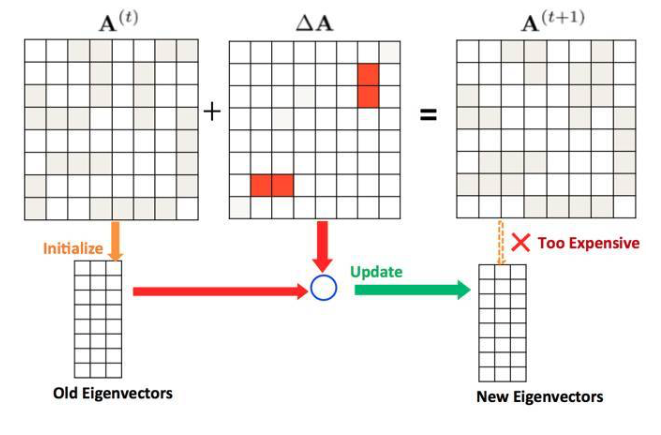 A^(t)
ΔA
A^(t+1)
+
=
Initialize
Too Expensive
Update
Old Eigenvectors
New Eigenvectors